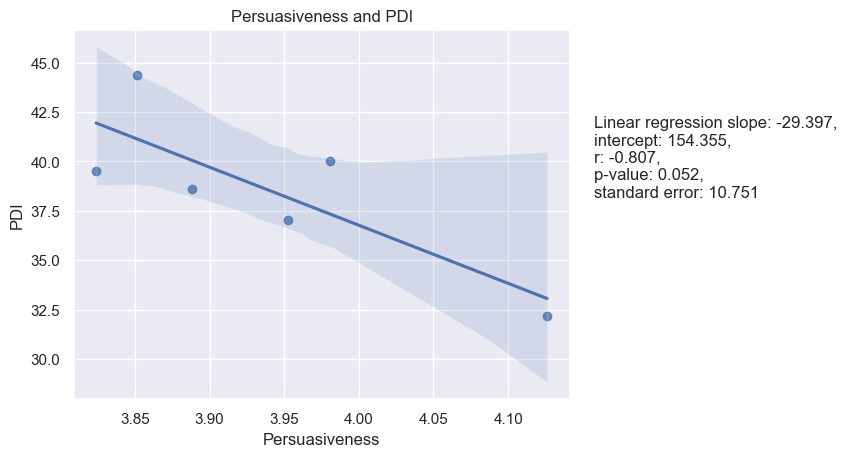 Persuasiveness and PDI
PDI
45.0
42.5
40.0
37.5
35.0
32.5
30.0
3.85 3.90 3.95 4.00 4.05 4.10
Persuasiveness
Linear regression slope: -29.397,
intercept: 154.355,
r: -0.807,
p-value: 0.052,
standard error: 10.751